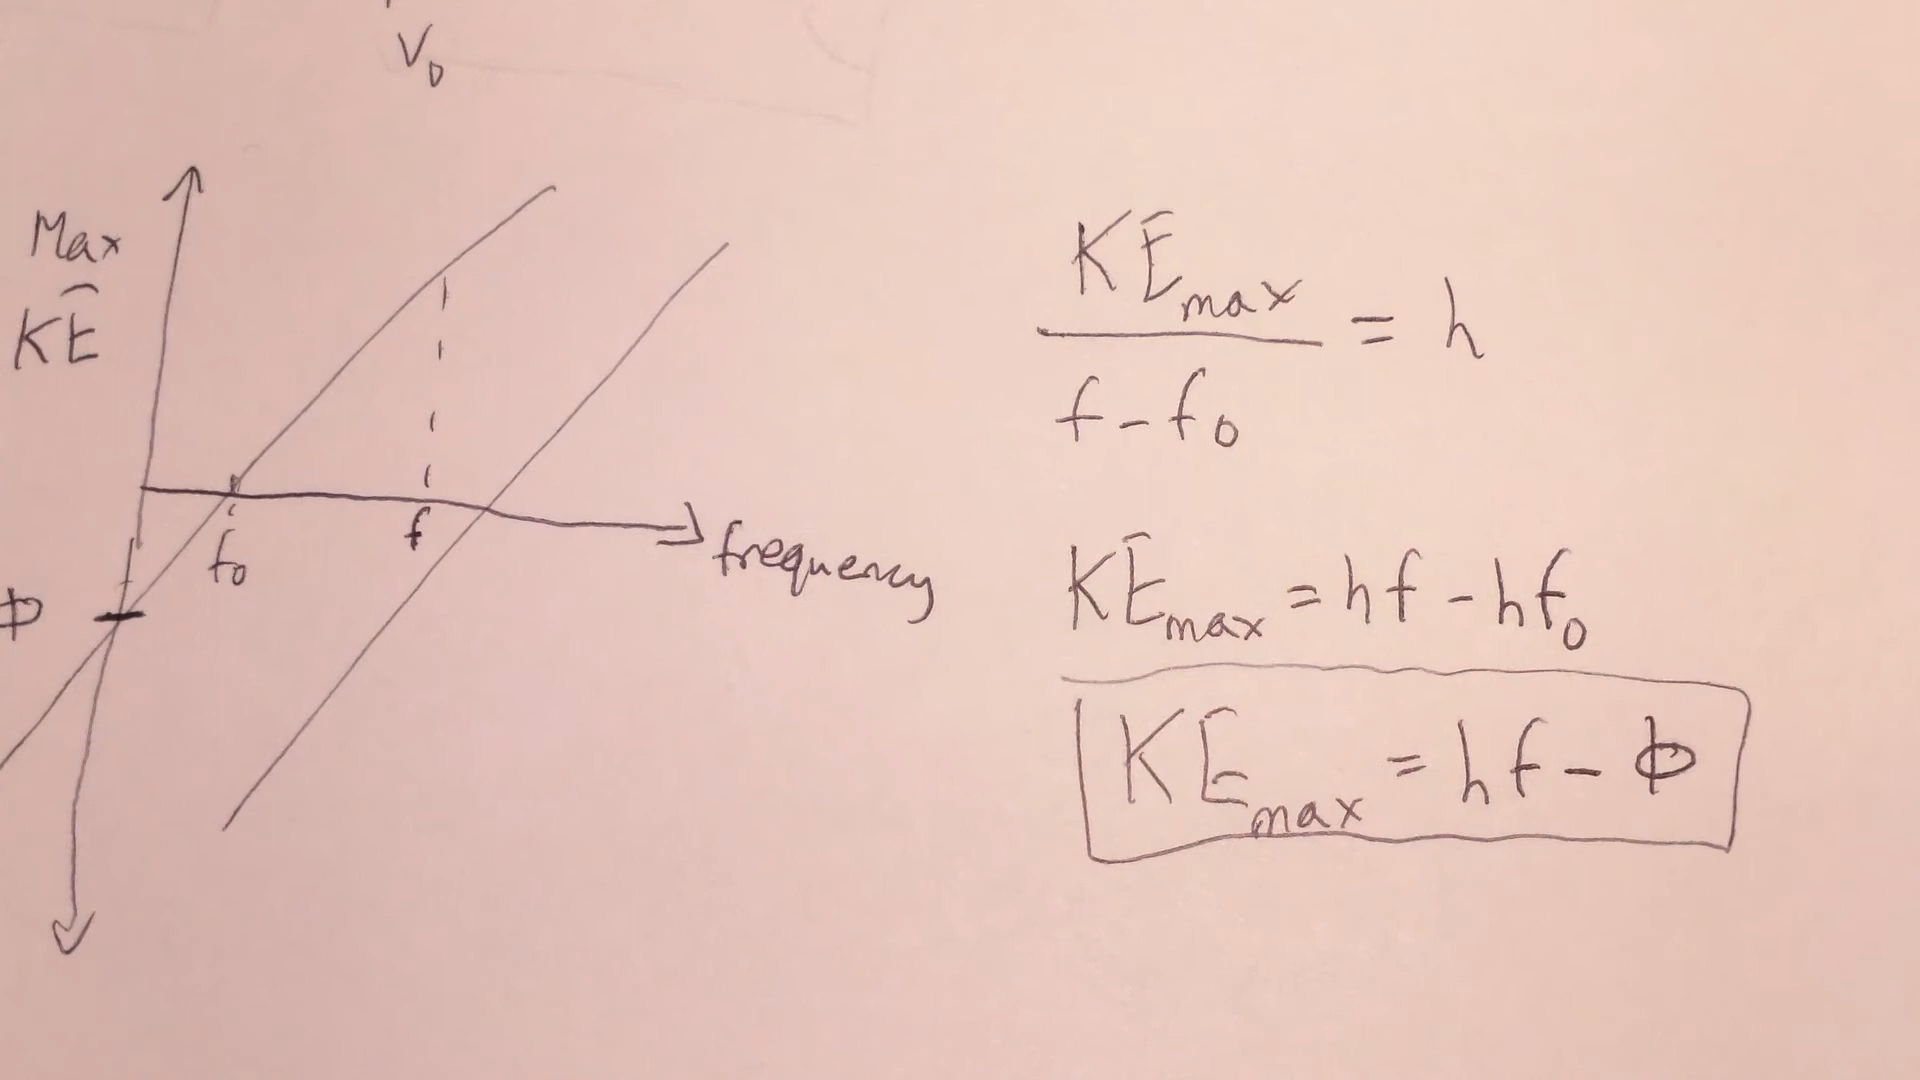 V₀
Max
KE
f₀
f
frequency
Φ
KEmax / f - f₀ = h
KEmax = hf - hf₀
KEmax = hf - Φ